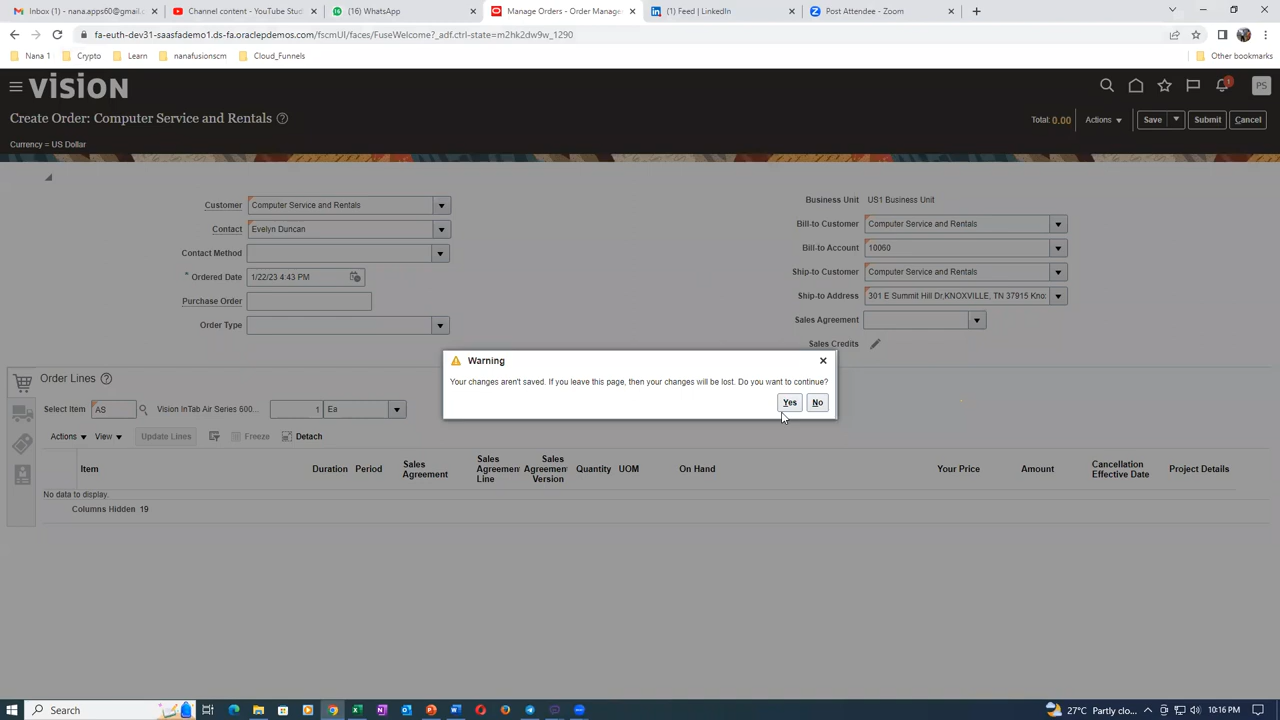 Inbox (1) - nana.apps60@gmail.c
Channel content - YouTube Stud
(16) WhatsApp
Manage Orders - Order Manage
(1) Feed | LinkedIn
Post Attendee - Zoom
fa-euth-dev31-saasfademo1.ds-fa.oraclepdemos.com/fscmUI/faces/FuseWelcome?_adf.ctrl-state=m2hk2dw9w_1290
Nana 1 Crypto Learn nanafusionscm Cloud_Funnels Other bookmarks
VISION
1 PS
Create Order: Computer Service and Rentals
Total: 0.00 Actions Save Submit Cancel
Currency = US Dollar
Customer Computer Service and Rentals
Contact Evelyn Duncan
Contact Method
* Ordered Date 1/22/23 4:43 PM
Purchase Order
Order Type
Business Unit US1 Business Unit
Bill-to Customer Computer Service and Rentals
Bill-to Account 10060
Ship-to Customer Computer Service and Rentals
Ship-to Address 301 E Summit Hill Dr,KNOXVILLE, TN 37915 Kno:
Sales Agreement
Sales Credits
Warning
Your changes aren't saved. If you leave this page, then your changes will be lost. Do you want to continue?
Yes No
Order Lines
Select Item AS Vision InTab Air Series 600... 1 Ea
Actions View Update Lines Freeze Detach
Item Duration Period Sales Agreement Sales Agreement Line Sales Agreement Version Quantity UOM On Hand Your Price Amount Cancellation Effective Date Project Details
No data to display.
Columns Hidden 19
Search
27°C Partly clo...
10:16 PM